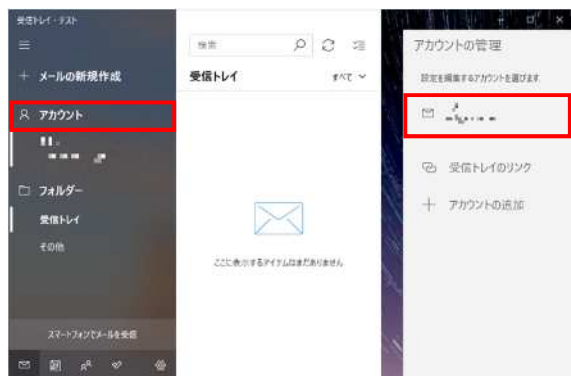 受信トレイ - テスト
メールの新規作成
アカウント
フォルダー
受信トレイ
その他
スマートフォンでメールを受信
検索
受信トレイ
すべて
ここに表示するアイテムはまだありません
アカウントの管理
設定を編集するアカウントを選びます。
受信トレイのリンク
アカウントの追加